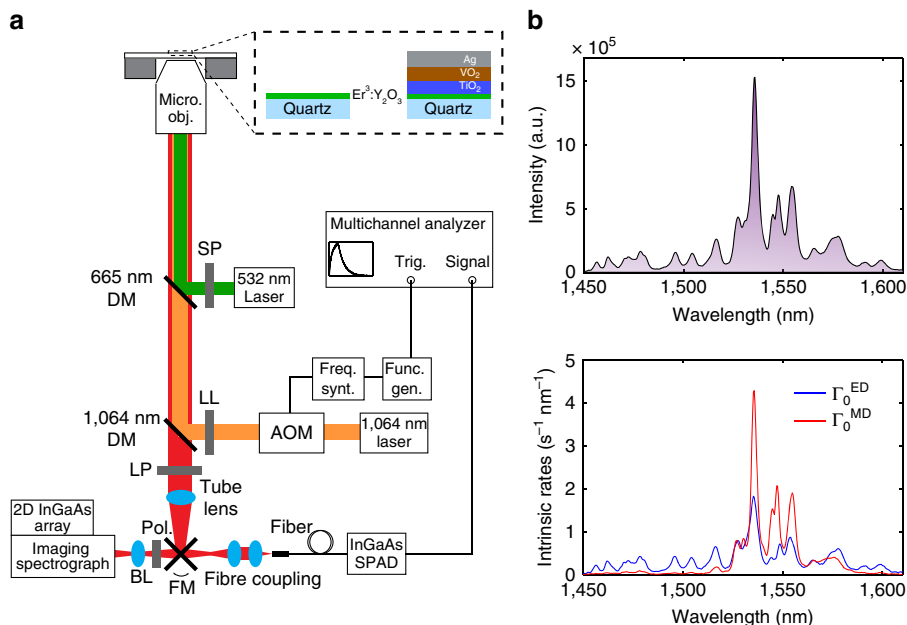 a
Micro.
obj.
Quartz
Er³:Y₂O₃
Ag
VO₂
TiO₂
Quartz
SP
665 nm
DM
532 nm
Laser
Multichannel analyzer
Trig.
Signal
Freq.
synt.
Func.
gen.
LL
1,064 nm
DM
AOM
1,064 nm
laser
LP
Tube
lens
2D InGaAs
array
Imaging
spectrograph
Pol.
BL
FM
Fibre coupling
Fiber
InGaAs
SPAD
b
× 10⁵
15
10
5
0
Intensity (a.u.)
1,450
1,500
1,550
1,600
Wavelength (nm)
5
4
3
2
1
0
Intrinsic rates (s⁻¹ nm⁻¹)
Γ₀ᴱᴰ
Γ₀ᴹᴰ
1,450
1,500
1,550
1,600
Wavelength (nm)